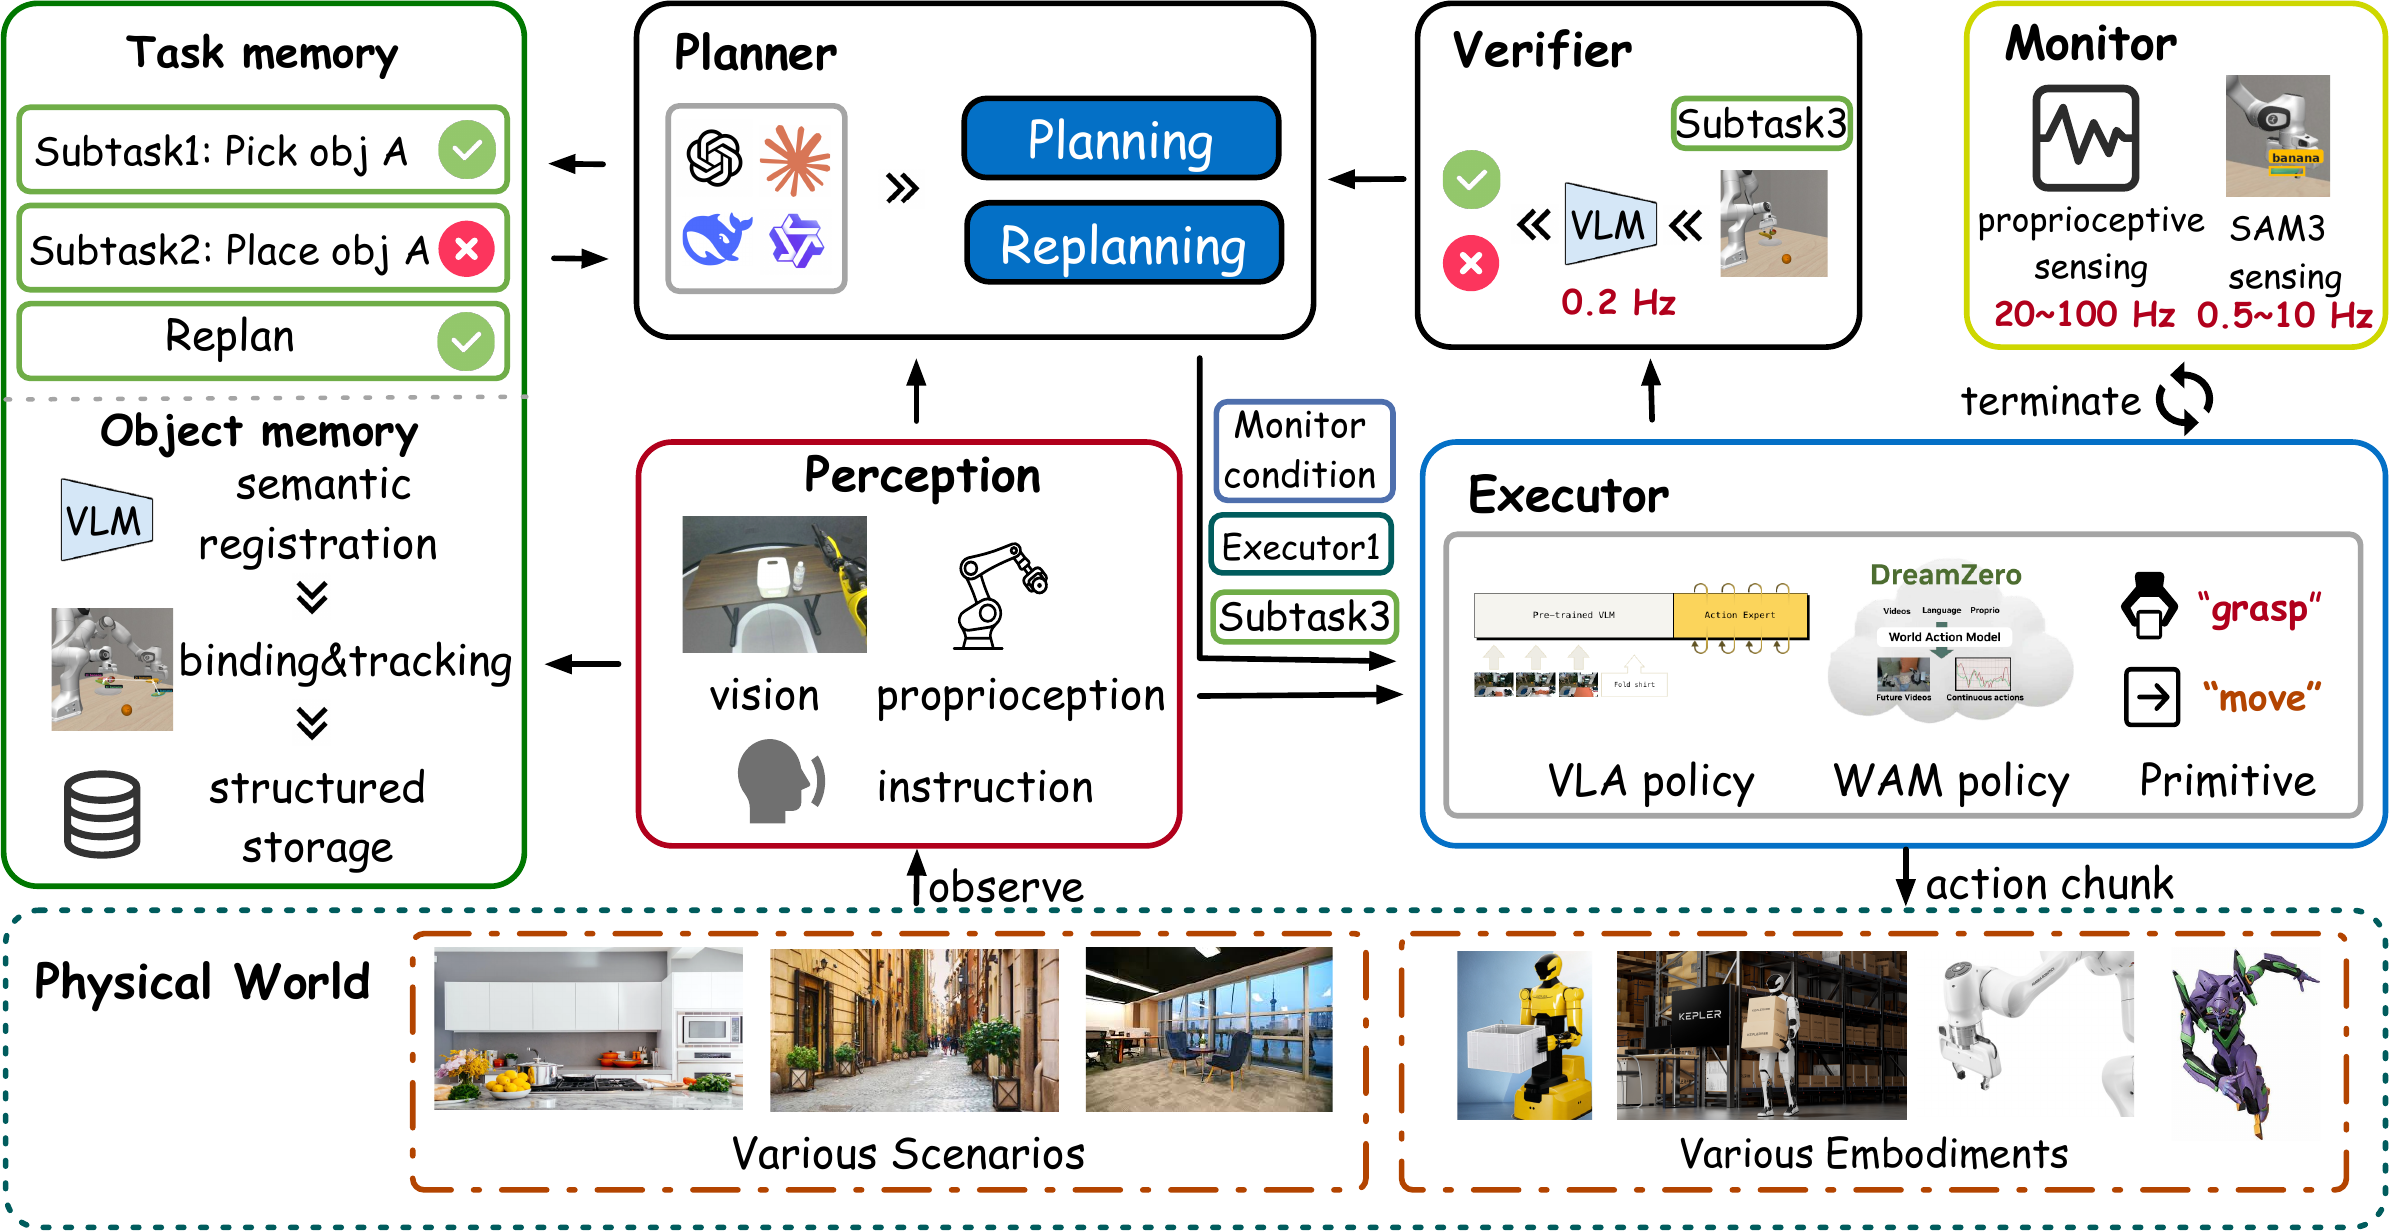 Task memory
Subtask1: Pick obj A
Subtask2: Place obj A
Replan
Object memory
VLM
semantic
registration
binding&tracking
structured
storage
Planner
Planning
Replanning
Verifier
Subtask3
VLM
0.2 Hz
Monitor
banana
proprioceptive
sensing
20~100 Hz
SAM3
sensing
0.5~10 Hz
terminate
Perception
vision
proprioception
instruction
Monitor
condition
Executor1
Subtask3
Executor
Pre-trained VLM
Action Expert
Fold shirt
VLA policy
DreamZero
Videos
Language
Proprio
World Action Model
Future Videos
Continuous actions
WAM policy
“grasp”
“move”
Primitive
observe
action chunk
Physical World
Various Scenarios
KEPLER
Various Embodiments